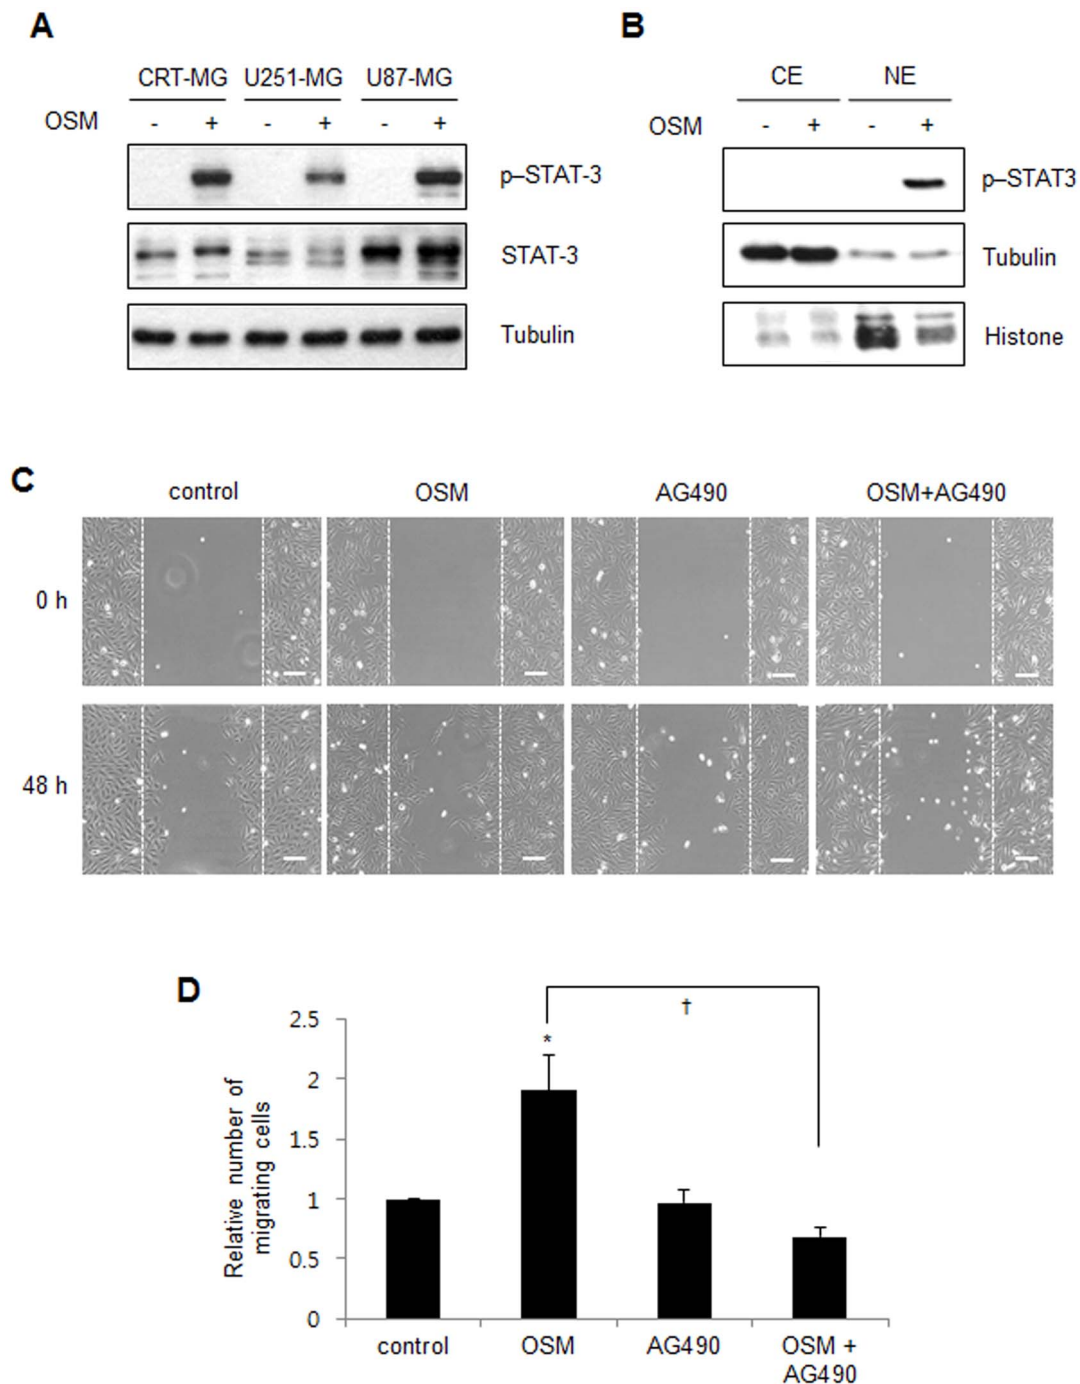 A
CRT-MG U251-MG U87-MG
OSM - + - + - +
p–STAT-3
STAT-3
Tubulin
B
CE NE
OSM - + - +
p–STAT3
Tubulin
Histone
C
control OSM AG490 OSM+AG490
0 h
48 h
D
†
*
Relative number of
migrating cells
2.5
2
1.5
1
0.5
0
control OSM AG490 OSM +
AG490